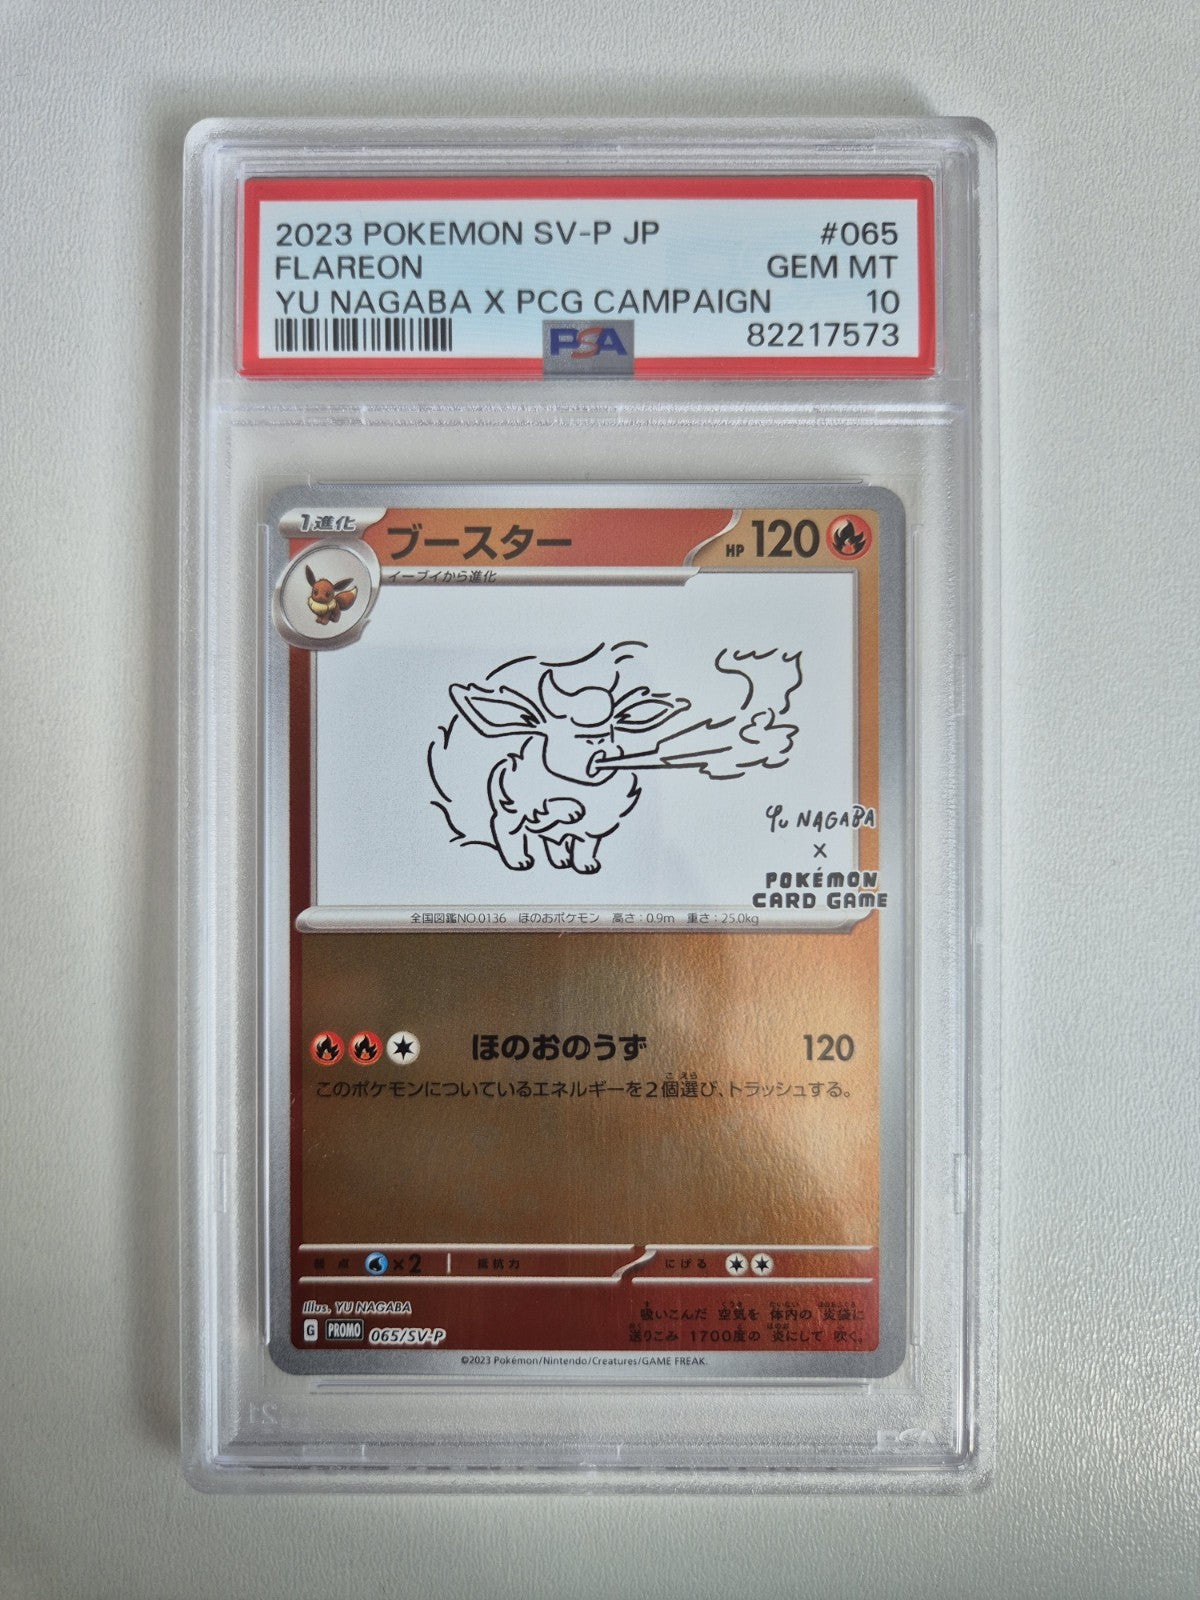 2023 POKEMON SV-P JP #065
FLAREON GEM MT
YU NAGABA X PCG CAMPAIGN 10
PSA 82217573
1進化 ブースター HP 120
イーブイから進化
Yu NAGABA
X
POKÉMON
CARD GAME
全国図鑑NO.0136 ほのおポケモン 高さ:0.9m 重さ:25.0kg
ほのおのうず 120
このポケモンについているエネルギーを2個選び、トラッシュする。
弱点 ×2 抵抗力 にげる
Illus. YU NAGABA
吸いこんだ 空気を 体内の 炎袋に
G PROMO 065/SV-P
送りこみ 1700度の 炎にして 吹く。
©2023 Pokémon/Nintendo/Creatures/GAME FREAK.